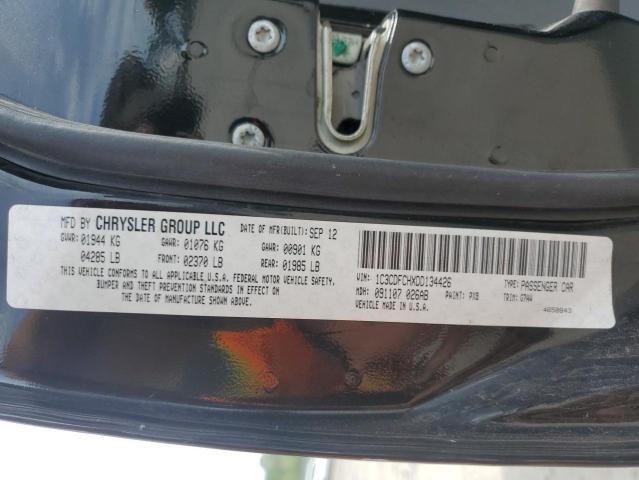 MFD BY CHRYSLER GROUP LLC DATE OF MFR(BUILT): SEP 12
GVWR: 01944 KG GAWR: 01076 KG GAWR: 00901 KG
04285 LB FRONT: 02370 LB REAR: 01985 LB
THIS VEHICLE CONFORMS TO ALL APPLICABLE U.S.A. FEDERAL MOTOR VEHICLE SAFETY,
BUMPER AND THEFT PREVENTION STANDARDS IN EFFECT ON
THE DATE OF MANUFACTURE SHOWN ABOVE.
VIN: 1C3CDFCHXDD134426 TYPE: PASSENGER CAR
MDH: 091107 026AB PAINT: PXB TRIM: G7A4
VEHICLE MADE IN U.S.A. 4650843